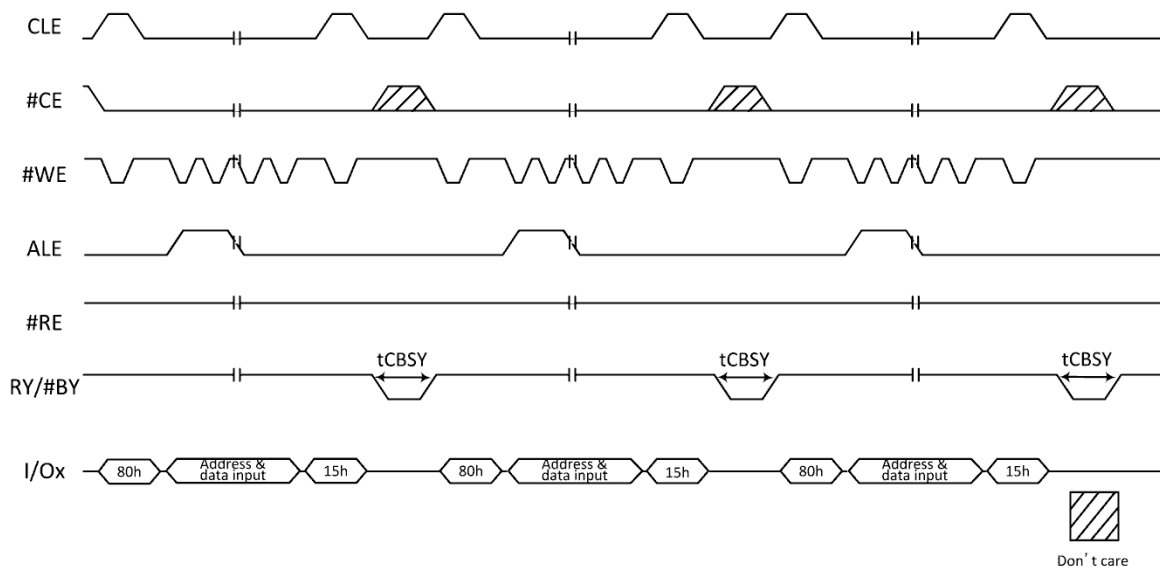 CLE
#CE
#WE
ALE
#RE
tCBSY tCBSY tCBSY
RY/#BY
I/Ox 80h Address & data input 15h 80h Address & data input 15h 80h Address & data input 15h
Don't care